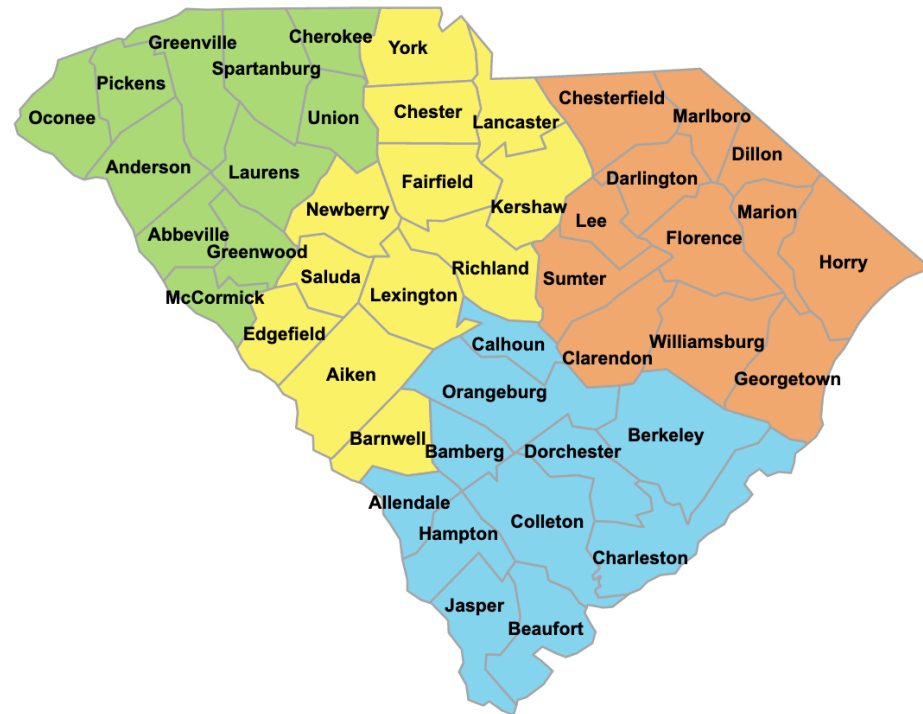 Cherokee
Greenville
York
Spartanburg
Pickens
Chesterfield
Chester
Marlboro
Oconee
Union
Lancaster
Dillon
Anderson
Laurens
Fairfield
Darlington
Newberry
Kershaw
Marion
Lee
Abbeville
Florence
Greenwood
Horry
Richland
Saluda
Sumter
McCormick
Lexington
Edgefield
Williamsburg
Calhoun
Clarendon
Aiken
Georgetown
Orangeburg
Barnwell
Berkeley
Bamberg
Dorchester
Allendale
Colleton
Hampton
Charleston
Jasper
Beaufort